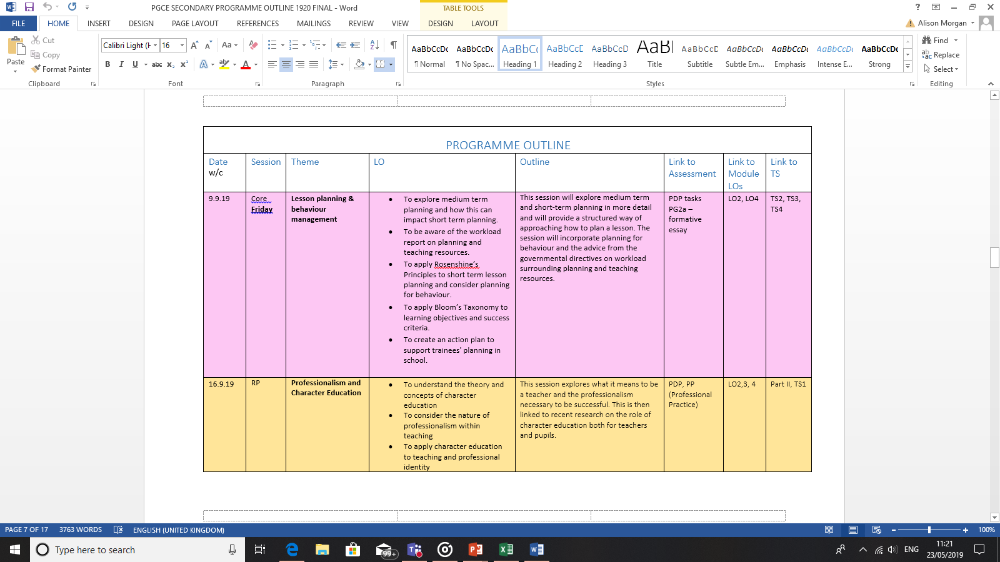 PGCE SECONDARY PROGRAMME OUTLINE 1920 FINAL - Word
TABLE TOOLS
FILE HOME INSERT DESIGN PAGE LAYOUT REFERENCES MAILINGS REVIEW VIEW DESIGN LAYOUT
Alison Morgan
Paste
Cut
Copy
Format Painter
Clipboard
Calibri Light (H 16
Font
Paragraph
AaBbCcDc AaBbCcDc AaBbCc AaBbCcE AaBbCcD AaBl AaBbCcD AaBbCcDc AaBbCcDc AaBbCcDc AaBbCcDc
¶ Normal ¶ No Spac... Heading 1 Heading 2 Heading 3 Title Subtitle Subtle Em... Emphasis Intense E... Strong
Styles
Find
Replace
Select
Editing
PROGRAMME OUTLINE
Date
w/c
Session
Theme
LO
Outline
Link to
Assessment
Link to
Module
LOs
Link to
TS
9.9.19
Core
Friday
Lesson planning &
behaviour
management
• To explore medium term
planning and how this can
impact short term planning.
• To be aware of the workload
report on planning and
teaching resources.
• To apply Rosenshine's
Principles to short term lesson
planning and consider planning
for behaviour.
• To apply Bloom's Taxonomy to
learning objectives and success
criteria.
• To create an action plan to
support trainees' planning in
school.
This session will explore medium term
and short-term planning in more detail
and will provide a structured way of
approaching how to plan a lesson. The
session will incorporate planning for
behaviour and the advice from the
governmental directives on workload
surrounding planning and teaching
resources.
PDP tasks
PG2a –
formative
essay
LO2, LO4
TS2, TS3,
TS4
16.9.19
RP
Professionalism and
Character Education
• To understand the theory and
concepts of character
education
• To consider the nature of
professionalism within
teaching
• To apply character education
to teaching and professional
identity
This session explores what it means to be
a teacher and the professionalism
necessary to be successful. This is then
linked to recent research on the role of
character education both for teachers
and pupils.
PDP, PP
(Professional
Practice)
LO2,3, 4
Part II, TS1
PAGE 7 OF 17 3763 WORDS ENGLISH (UNITED KINGDOM) 100%
Type here to search
99+
ENG
11:21
23/05/2019